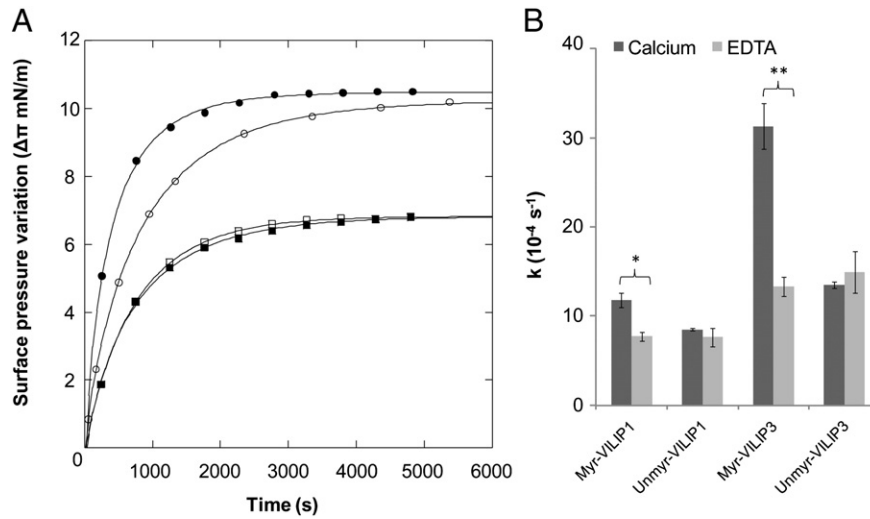 A
Surface pressure variation (Δπ mN/m)
12
10
8
6
4
2
0
1000 2000 3000 4000 5000 6000
Time (s)
B
Calcium EDTA
k (10⁻⁴ s⁻¹)
40
30
20
10
0
*
**
Myr-VILIP1
Unmyr-VILIP1
Myr-VILIP3
Unmyr-VILIP3